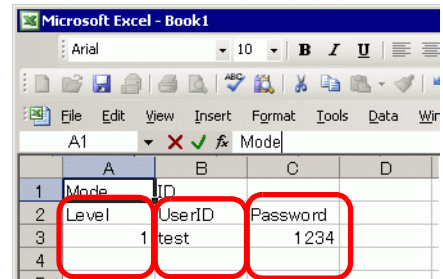 Microsoft Excel - Book1
Arial 10 B I U
ABC
File Edit View Insert Format Tools Data
A1 fx Mode
A B C D
1 Mode ID
2 Level UserID Password
3 1 test 1234
4